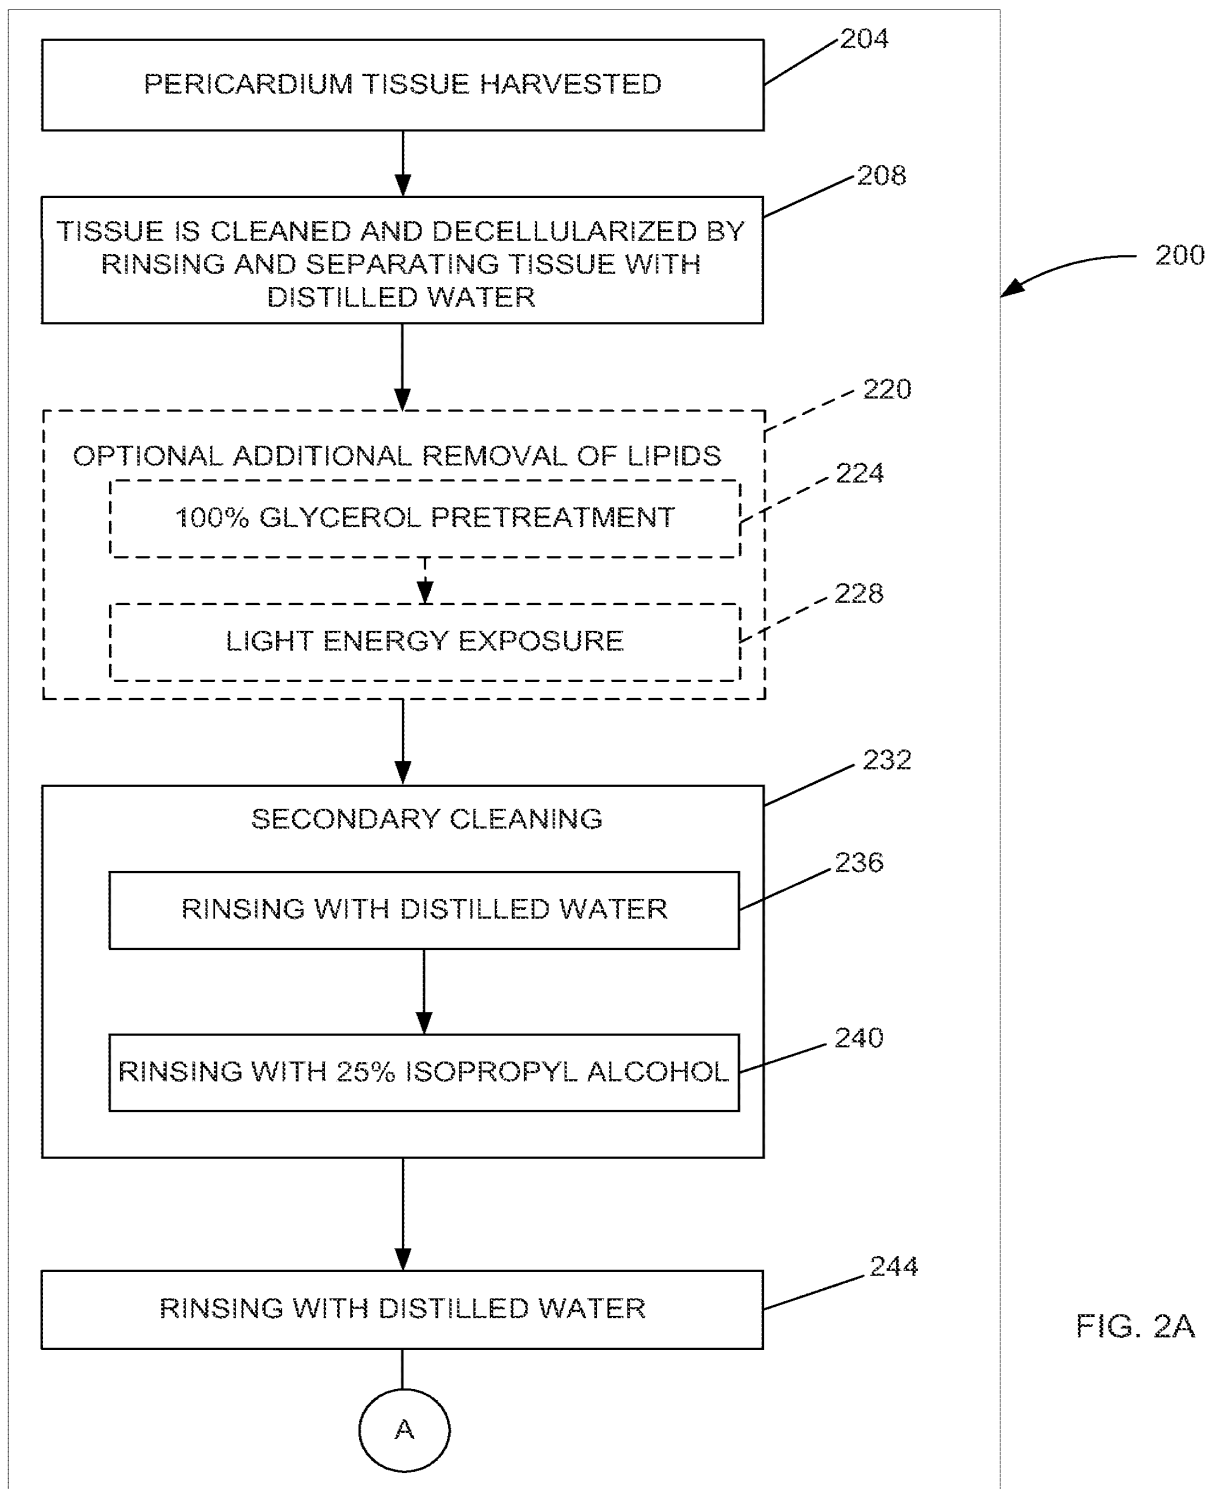 204
PERICARDIUM TISSUE HARVESTED
208
TISSUE IS CLEANED AND DECELLULARIZED BY
RINSING AND SEPARATING TISSUE WITH
DISTILLED WATER
200
220
OPTIONAL ADDITIONAL REMOVAL OF LIPIDS
224
100% GLYCEROL PRETREATMENT
228
LIGHT ENERGY EXPOSURE
232
SECONDARY CLEANING
236
RINSING WITH DISTILLED WATER
240
RINSING WITH 25% ISOPROPYL ALCOHOL
244
RINSING WITH DISTILLED WATER
FIG. 2A
A